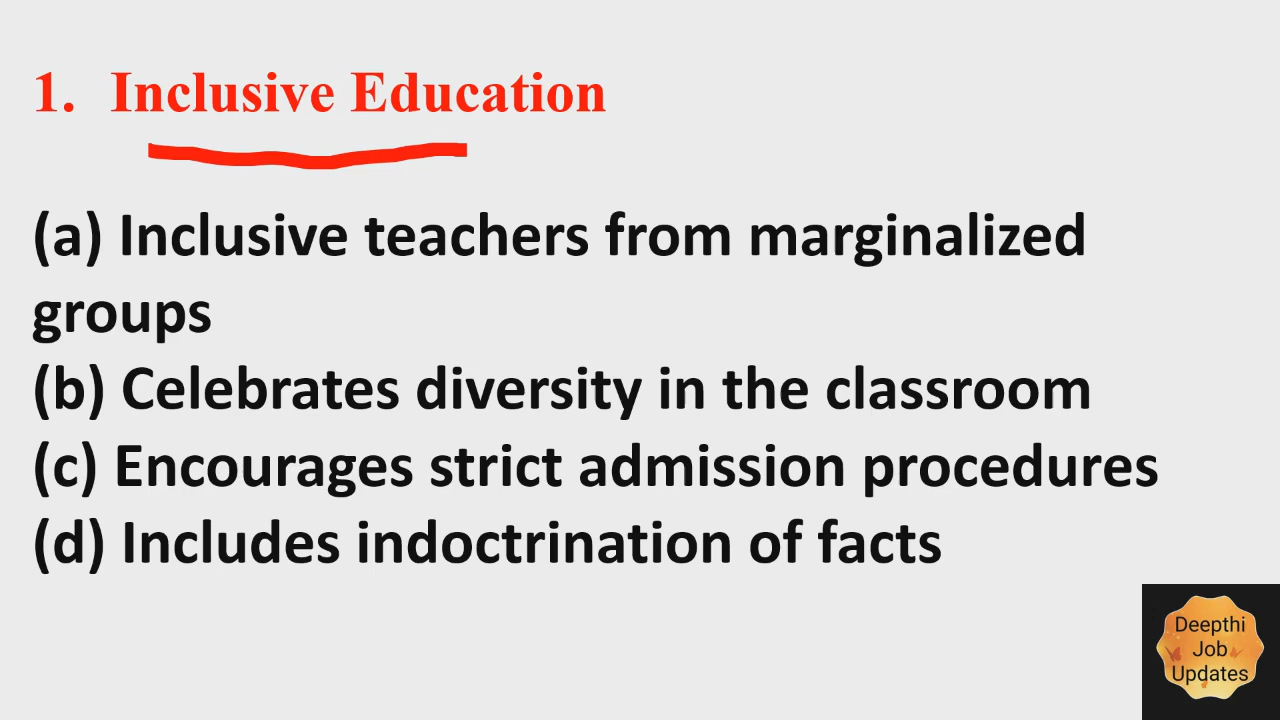 1. Inclusive Education
(a) Inclusive teachers from marginalized
groups
(b) Celebrates diversity in the classroom
(c) Encourages strict admission procedures
(d) Includes indoctrination of facts
Deepthi
Job
Updates